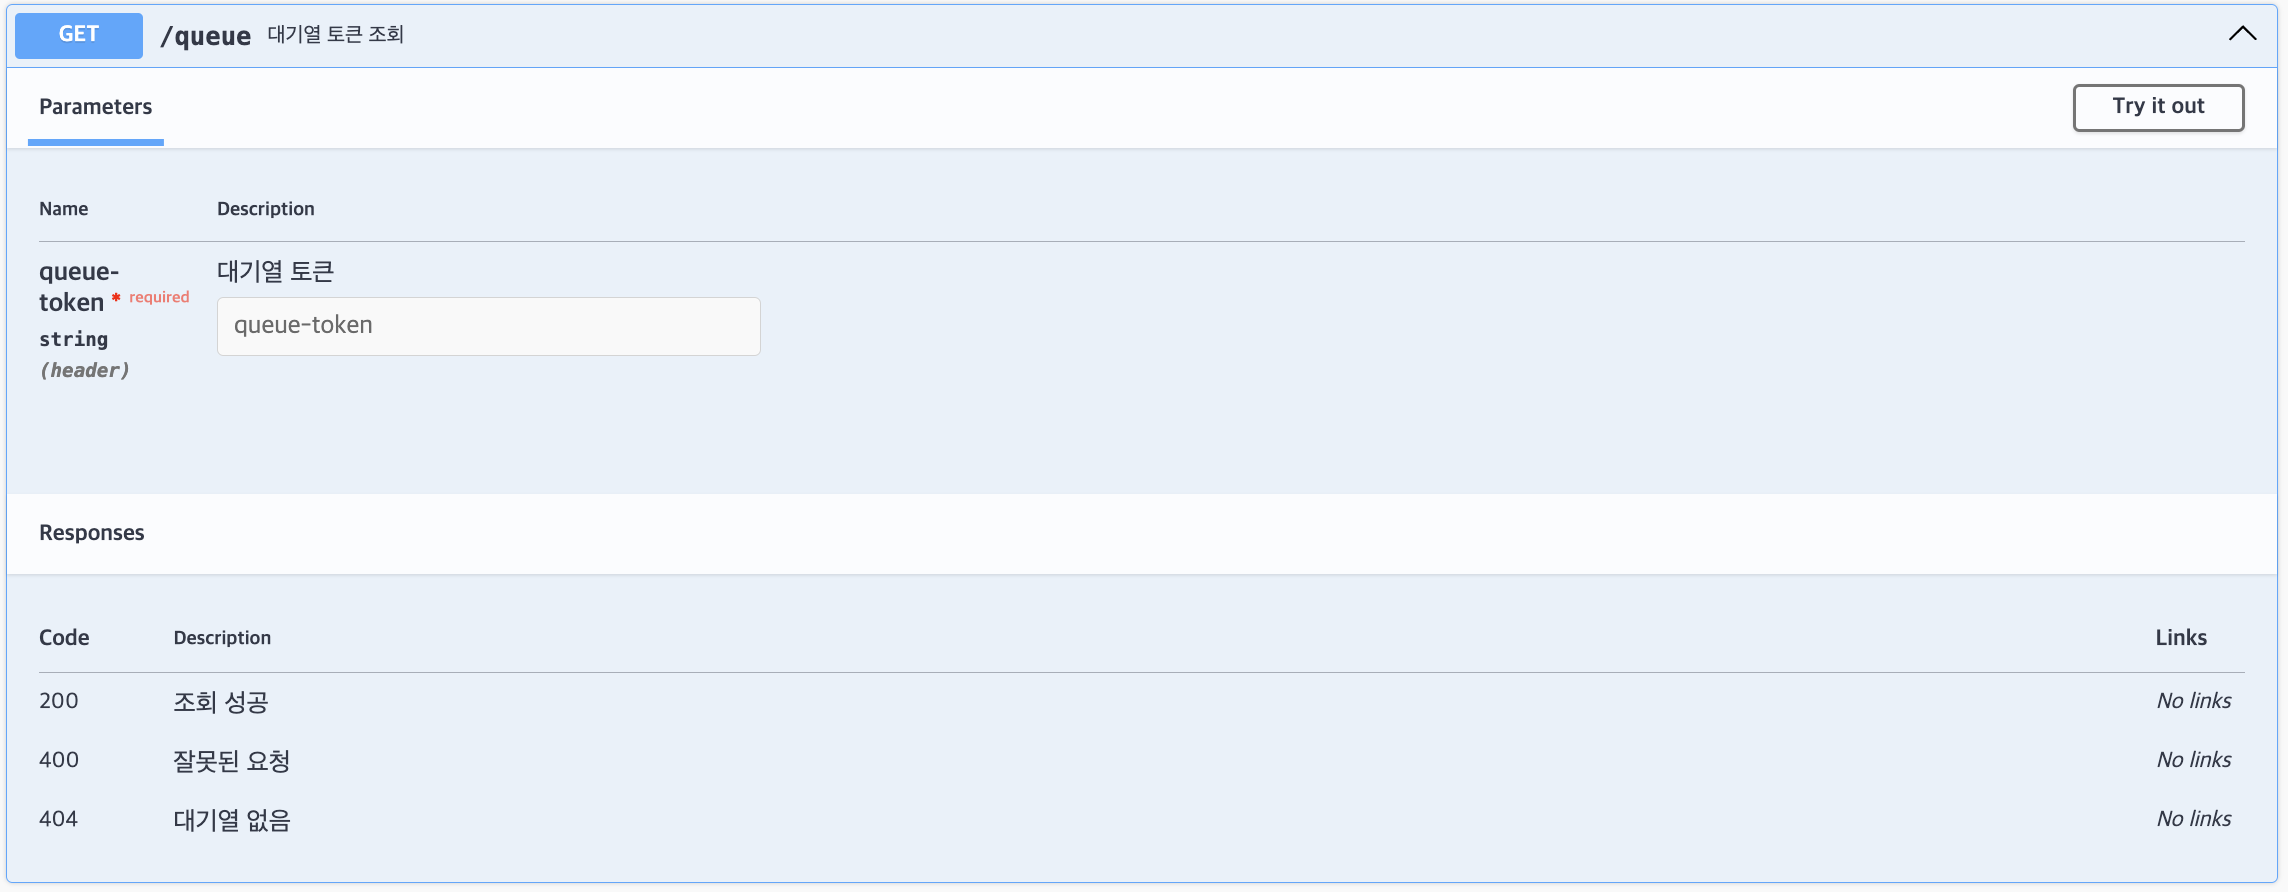 GET /queue 대기열 토큰 조회
Parameters
Try it out
Name Description
queue-
token * required
string
(header)
대기열 토큰
queue-token
Responses
Code Description Links
200 조회 성공 No links
400 잘못된 요청 No links
404 대기열 없음 No links